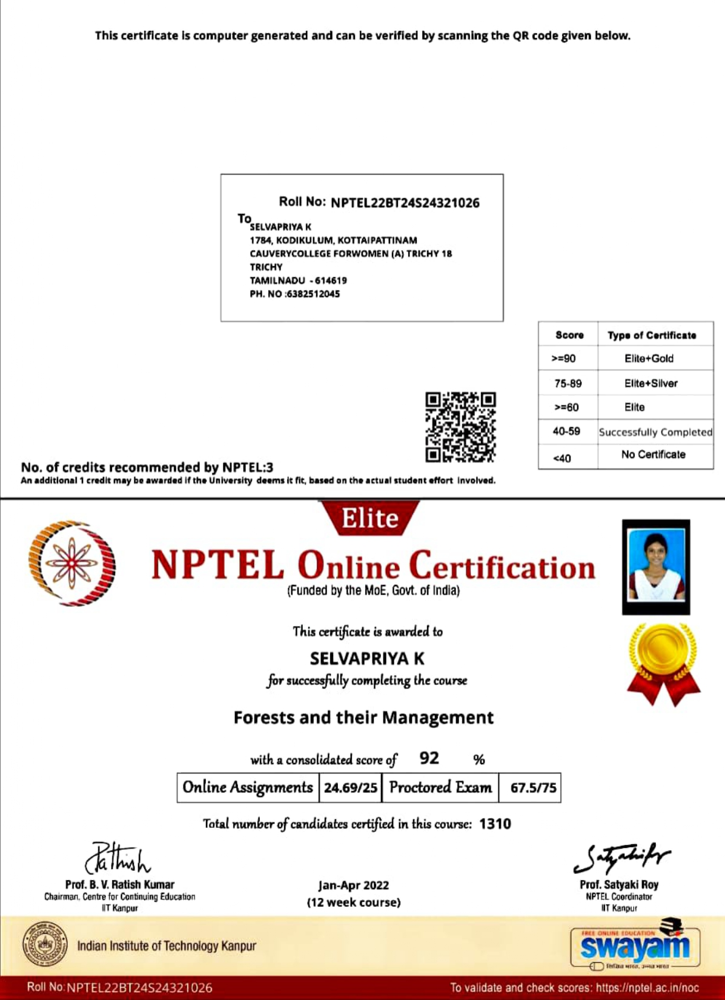 This certificate is computer generated and can be verified by scanning the QR code given below.
Roll No: NPTEL22BT24S24321026
To
SELVAPRIYA K
1784, KODIKULUM, KOTTAIPATTINAM
CAUVERYCOLLEGE FORWOMEN (A) TRICHY 18
TRICHY
TAMILNADU - 614619
PH. NO :6382512045
Score Type of Certificate
>=90 Elite+Gold
75-89 Elite+Silver
>=60 Elite
40-59 Successfully Completed
<40 No Certificate
No. of credits recommended by NPTEL:3
An additional 1 credit may be awarded if the University deems it fit, based on the actual student effort involved.
Elite
NPTEL Online Certification
(Funded by the MoE, Govt. of India)
This certificate is awarded to
SELVAPRIYA K
for successfully completing the course
Forests and their Management
with a consolidated score of 92 %
Online Assignments 24.69/25 Proctored Exam 67.5/75
Total number of candidates certified in this course: 1310
Prof. B. V. Ratish Kumar
Chairman, Centre for Continuing Education
IIT Kanpur
Jan-Apr 2022
(12 week course)
Prof. Satyaki Roy
NPTEL Coordinator
IIT Kanpur
Indian Institute of Technology Kanpur
FREE ONLINE EDUCATION
swayam
शिक्षित भारत, उन्नत भारत
Roll No: NPTEL22BT24S24321026
To validate and check scores: https://nptel.ac.in/noc